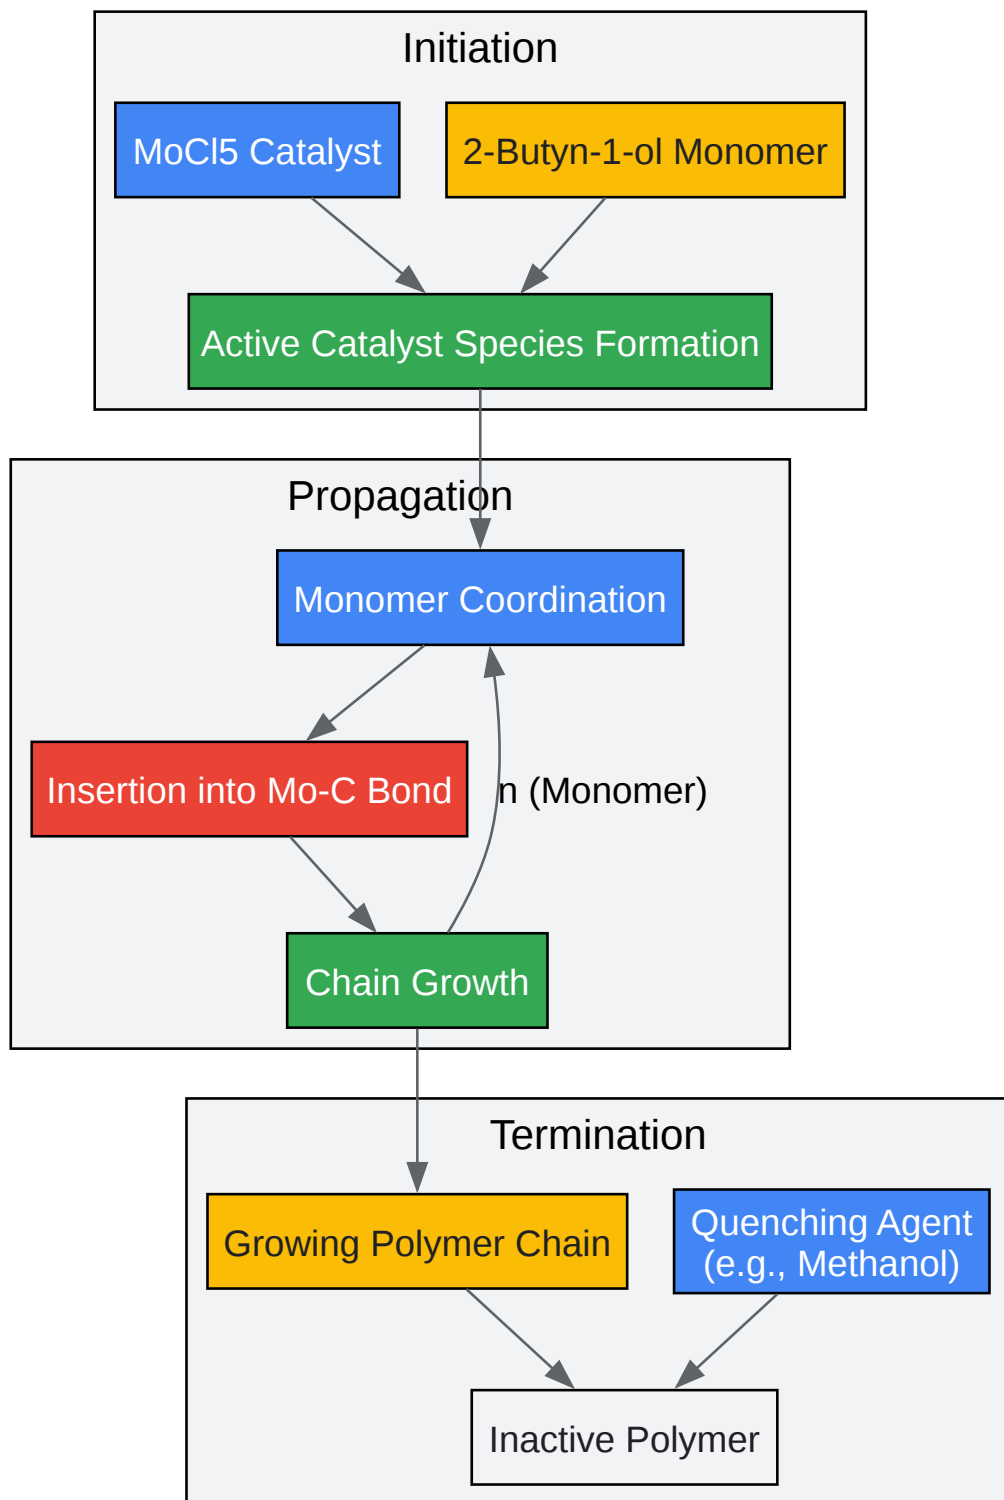 Initiation
MoCl5 Catalyst
2-Butyn-1-ol Monomer
Active Catalyst Species Formation
Propagation
Monomer Coordination
Insertion into Mo-C Bond
n (Monomer)
Chain Growth
Termination
Growing Polymer Chain
Quenching Agent
(e.g., Methanol)
Inactive Polymer